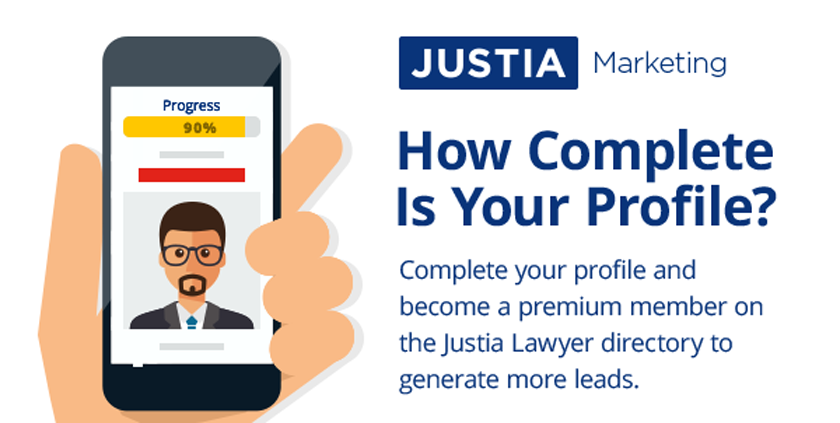 Progress
90%
JUSTIA Marketing
How Complete
Is Your Profile?
Complete your profile and
become a premium member on
the Justia Lawyer directory to
generate more leads.